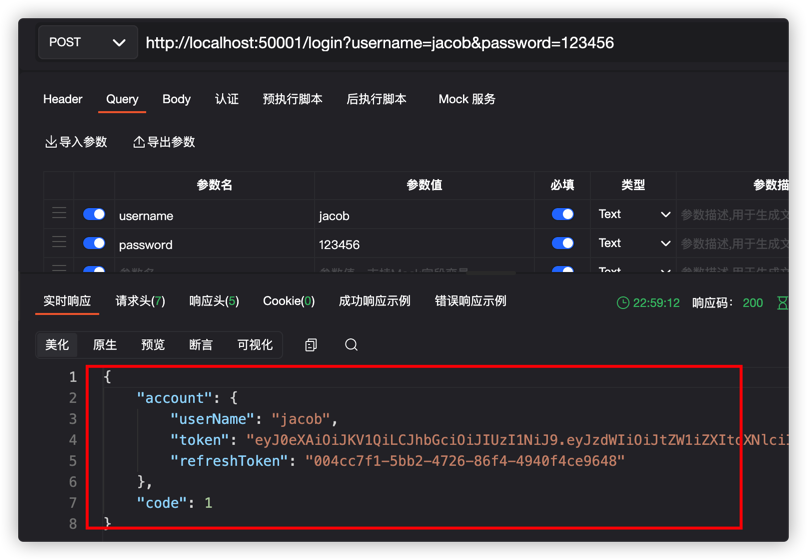 POST http://localhost:50001/login?username=jacob&password=123456
Header Query Body 认证 预执行脚本 后执行脚本 Mock 服务
导入参数 导出参数
参数名 参数值 必填 类型 参数描
username jacob Text 参数描述,用于生成文
password 123456 Text 参数描述,用于生成文
实时响应 请求头(7) 响应头(5) Cookie(0) 成功响应示例 错误响应示例 22:59:12 响应码: 200
美化 原生 预览 断言 可视化
1 {
2 "account": {
3 "userName": "jacob",
4 "token": "eyJ0eXAiOiJKV1QiLCJhbGciOiJIUzI1NiJ9.eyJzdWIiOiJtZW1iZXItdXNlciI
5 "refreshToken": "004cc7f1-5bb2-4726-86f4-4940f4ce9648"
6 },
7 "code": 1
8 }